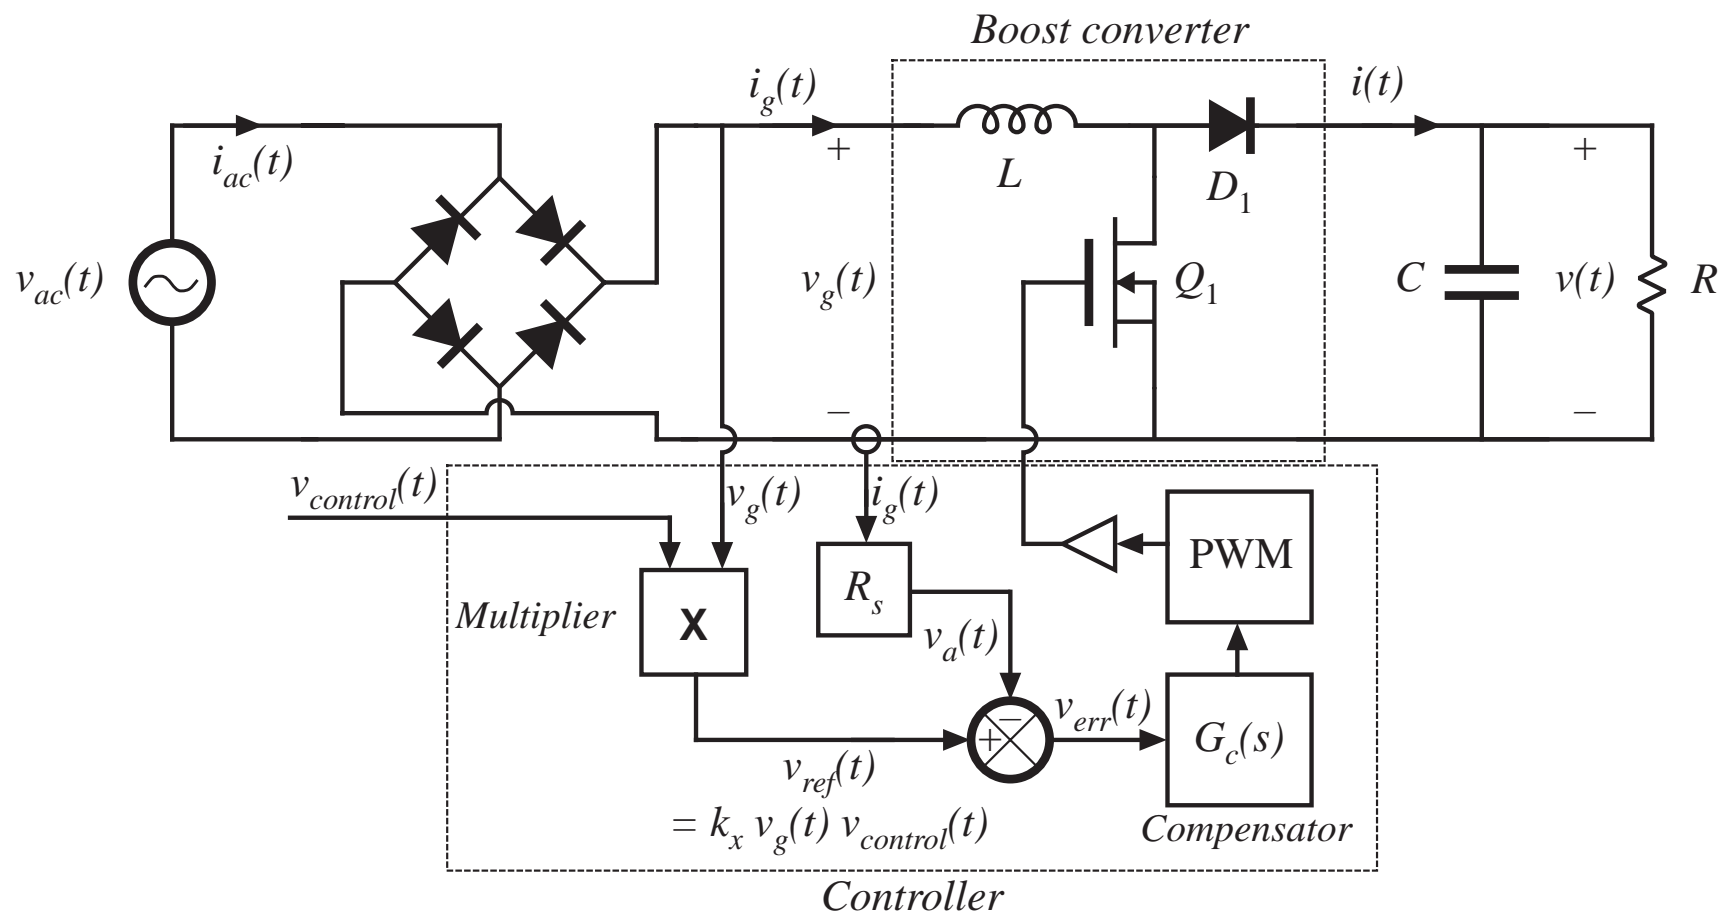 Boost converter
i_g(t)
i(t)
i_ac(t)
+
+
L
D_1
v_ac(t)
v_g(t)
Q_1
C
v(t)
R
–
–
v_control(t)
v_g(t)
i_g(t)
PWM
R_s
Multiplier
X
v_a(t)
–
v_err(t)
+
G_c(s)
v_ref(t)
= k_x v_g(t) v_control(t)
Compensator
Controller